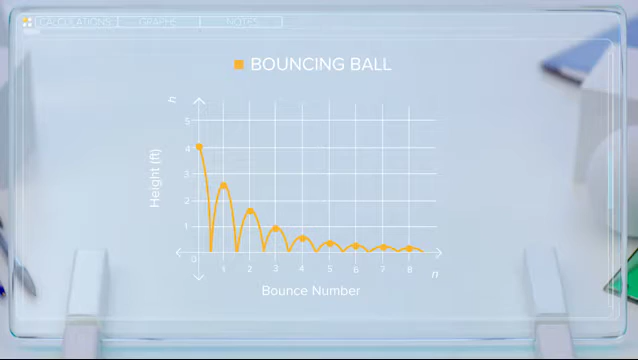 CALCULATIONS GRAPHS NOTES
BOUNCING BALL
h
5
4
3
2
1
0
1 2 3 4 5 6 7 8
n
Height (ft)
Bounce Number